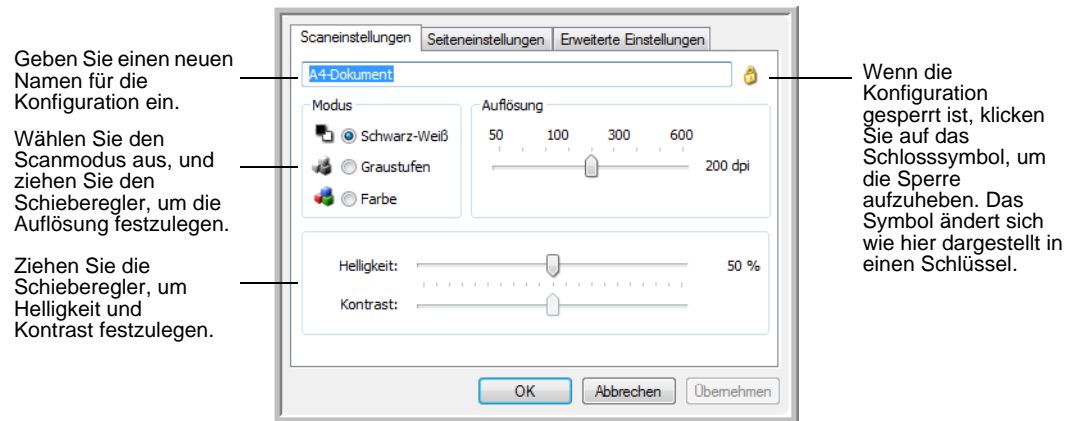 Geben Sie einen neuen
Namen für die
Konfiguration ein.
Wählen Sie den
Scanmodus aus, und
ziehen Sie den
Schieberegler, um die
Auflösung festzulegen.
Ziehen Sie die
Schieberegler, um
Helligkeit und
Kontrast festzulegen.
Scaneinstellungen Seiteneinstellungen Erweiterte Einstellungen
A4-Dokument
Modus
Schwarz-Weiß
Graustufen
Farbe
Auflösung
50 100 300 600
200 dpi
Helligkeit: 50 %
Kontrast:
OK Abbrechen Übernehmen
Wenn die
Konfiguration
gesperrt ist, klicken
Sie auf das
Schlosssymbol, um
die Sperre
aufzuheben. Das
Symbol ändert sich
wie hier dargestellt in
einen Schlüssel.